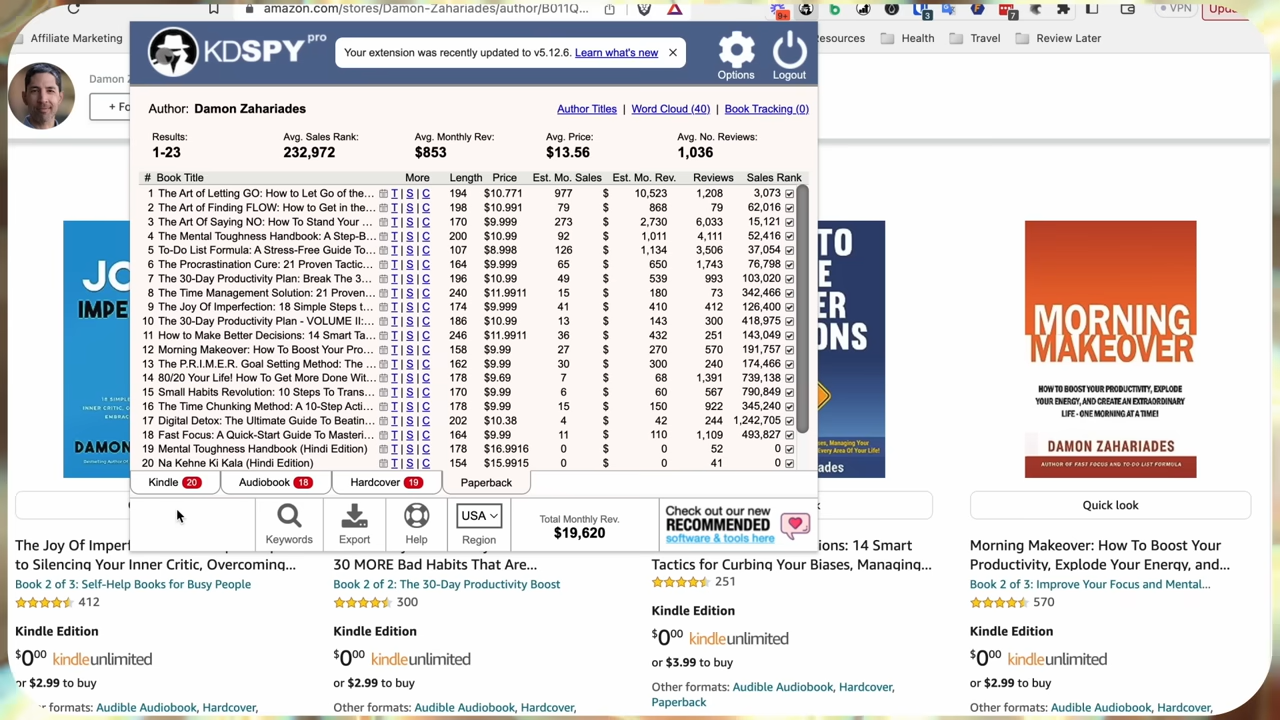 amazon.com/stores/Damon-Zahariades/author/B011Q...
9+
3
7
VPN
Affiliate Marketing
esources
Health
Travel
Review Later
KDSPY pro
Your extension was recently updated to v5.12.6. Learn what's new
Options
Logout
Damon Z
+ Fo
Author: Damon Zahariades
Author Titles | Word Cloud (40) | Book Tracking (0)
Results: Avg. Sales Rank: Avg. Monthly Rev: Avg. Price: Avg. No. Reviews:
1-23 232,972 $853 $13.56 1,036
# Book Title More Length Price Est. Mo. Sales Est. Mo. Rev. Reviews Sales Rank
1 The Art of Letting GO: How to Let Go of the... T | S | C 194 $10.771 977 $ 10,523 1,208 3,073
2 The Art of Finding FLOW: How to Get in the... T | S | C 198 $10.991 79 $ 868 79 62,016
3 The Art Of Saying NO: How To Stand Your ... T | S | C 170 $9.999 273 $ 2,730 6,033 15,121
4 The Mental Toughness Handbook: A Step-B... T | S | C 200 $10.992 92 $ 1,011 4,111 52,416
5 To-Do List Formula: A Stress-Free Guide To... T | S | C 107 $8.998 126 $ 1,134 3,506 37,054
6 The Procrastination Cure: 21 Proven Tactic... T | S | C 164 $9.999 65 $ 650 1,743 76,798
7 The 30-Day Productivity Plan: Break The 3... T | S | C 196 $10.99 49 $ 539 993 103,020
8 The Time Management Solution: 21 Proven... T | S | C 240 $11.9911 15 $ 180 73 342,466
9 The Joy Of Imperfection: 18 Simple Steps t... T | S | C 174 $9.999 41 $ 410 412 126,400
10 The 30-Day Productivity Plan - VOLUME II:... T | S | C 186 $10.99 13 $ 143 300 418,975
11 How to Make Better Decisions: 14 Smart Ta... T | S | C 246 $11.9911 36 $ 432 251 143,049
12 Morning Makeover: How To Boost Your Pro... T | S | C 158 $9.99 27 $ 270 570 191,757
13 The P.R.I.M.E.R. Goal Setting Method: The ... T | S | C 162 $9.99 30 $ 300 240 174,466
14 80/20 Your Life! How To Get More Done Wit... T | S | C 178 $9.69 7 $ 68 1,391 739,138
15 Small Habits Revolution: 10 Steps To Trans... T | S | C 170 $9.99 6 $ 60 567 790,849
16 The Time Chunking Method: A 10-Step Acti... T | S | C 178 $9.99 15 $ 150 922 345,240
17 Digital Detox: The Ultimate Guide To Beatin... T | S | C 202 $10.38 4 $ 42 244 1,242,705
18 Fast Focus: A Quick-Start Guide To Masteri... T | S | C 164 $9.99 11 $ 110 1,109 493,827
19 Mental Toughness Handbook (Hindi Edition) T | S | C 178 $16.9916 0 $ 0 52 0
20 Na Kehne Ki Kala (Hindi Edition) T | S | C 154 $15.9915 0 $ 0 41 0
Kindle 20 Audiobook 18 Hardcover 19 Paperback
Keywords
Export
Help
USA
Region
Total Monthly Rev.
$19,620
Check out our new
RECOMMENDED
software & tools here
JO
IMPE
DAMON
TO
E
ER
ONS
iades
MORNING
MAKEOVER
HOW TO BOOST YOUR PRODUCTIVITY, EXPLODE
YOUR ENERGY, AND CREATE AN EXTRAORDINARY
LIFE - ONE MORNING AT A TIME!
DAMON ZAHARIADES
AUTHOR OF FAST FOCUS AND TO-DO LIST FORMULA
k
Quick look
The Joy Of Imperf
to Silencing Your Inner Critic, Overcoming...
Book 2 of 3: Self-Help Books for Busy People
412
Kindle Edition
$000 kindleunlimited
or $2.99 to buy
Other formats: Audible Audiobook, Hardcover,
30 MORE Bad Habits That Are...
Book 2 of 2: The 30-Day Productivity Boost
300
Kindle Edition
$000 kindleunlimited
or $2.99 to buy
Other formats: Audible Audiobook, Hardcover,
ions: 14 Smart
Tactics for Curbing Your Biases, Managing...
251
Kindle Edition
$000 kindleunlimited
or $3.99 to buy
Other formats: Audible Audiobook, Hardcover,
Paperback
Morning Makeover: How To Boost Your
Productivity, Explode Your Energy, and...
Book 2 of 3: Improve Your Focus and Mental...
570
Kindle Edition
$000 kindleunlimited
or $2.99 to buy
Other formats: Audible Audiobook, Hardcover,